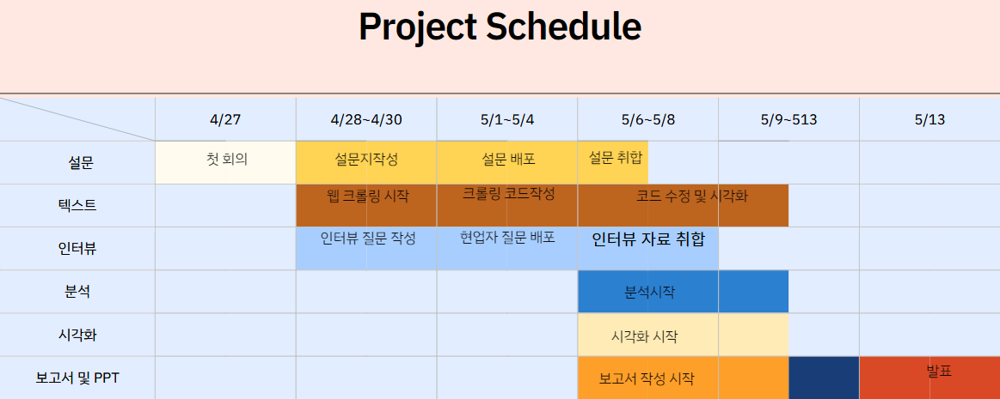 Project Schedule
4/27 4/28~4/30 5/1~5/4 5/6~5/8 5/9~513 5/13
설문 첫 회의 설문지작성 설문 배포 설문 취합
텍스트 웹 크롤링 시작 크롤링 코드작성 코드 수정 및 시각화
인터뷰 인터뷰 질문 작성 현업자 질문 배포 인터뷰 자료 취합
분석 분석시작
시각화 시각화 시작
보고서 및 PPT 보고서 작성 시작 발표